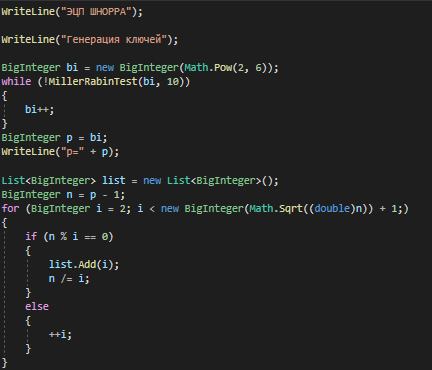 WriteLine("ЭЦП ШНОРРА");
WriteLine("Генерация ключей");
BigInteger bi = new BigInteger(Math.Pow(2, 6));
while (!MillerRabinTest(bi, 10))
{
bi++;
}
BigInteger p = bi;
WriteLine("p=" + p);
List<BigInteger> list = new List<BigInteger>();
BigInteger n = p - 1;
for (BigInteger i = 2; i < new BigInteger(Math.Sqrt((double)n)) + 1;)
{
if (n % i == 0)
{
list.Add(i);
n /= i;
}
else
{
++i;
}
}